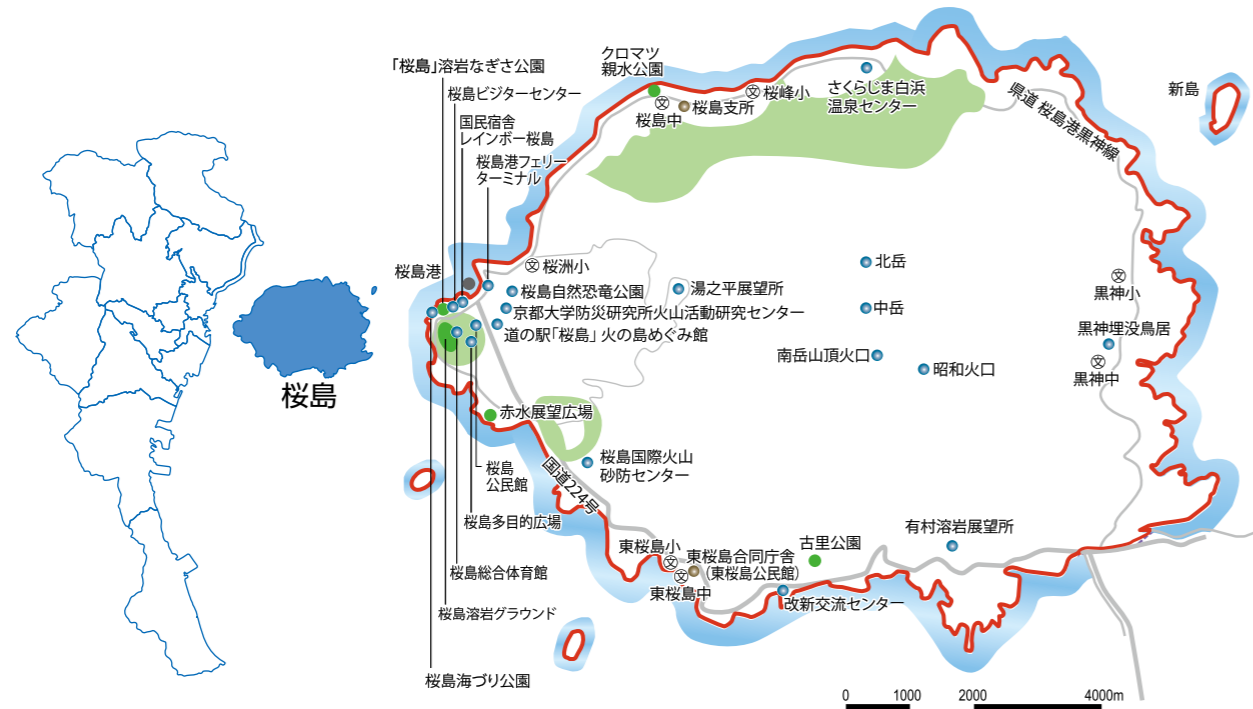 「桜島」溶岩なぎさ公園
桜島ビジターセンター
国民宿舎
レインボー桜島
桜島港フェリー
ターミナル
クロマツ
親水公園
桜島中
文
桜島支所
文
桜峰小
さくらじま白浜
温泉センター
県道 桜島港黒神線
新島
桜島
桜島港
文
桜洲小
桜島自然恐竜公園
京都大学防災研究所火山活動研究センター
道の駅「桜島」火の島めぐみ館
湯之平展望所
北岳
中岳
南岳山頂火口
昭和火口
文
黒神小
黒神埋没鳥居
文
黒神中
赤水展望広場
桜島国際火山
砂防センター
国道224号
桜島
公民館
桜島多目的広場
桜島総合体育館
桜島溶岩グラウンド
桜島海づり公園
東桜島小
文
文
東桜島中
東桜島合同庁舎
(東桜島公民館)
古里公園
改新交流センター
有村溶岩展望所
0 1000 2000 4000m